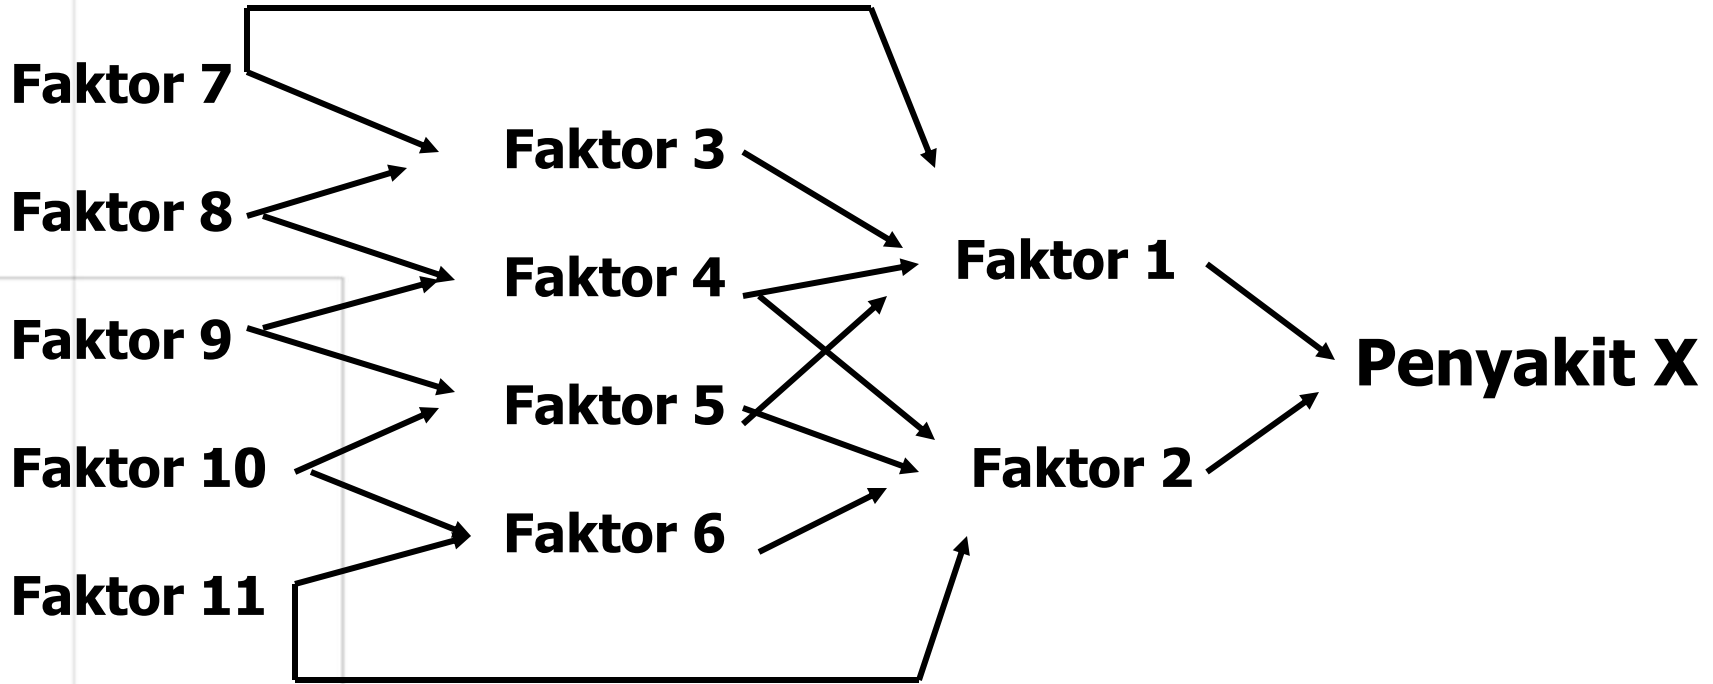 Faktor 7
Faktor 8
Faktor 9
Faktor 10
Faktor 11
Faktor 3
Faktor 4
Faktor 5
Faktor 6
Faktor 1
Faktor 2
Penyakit X